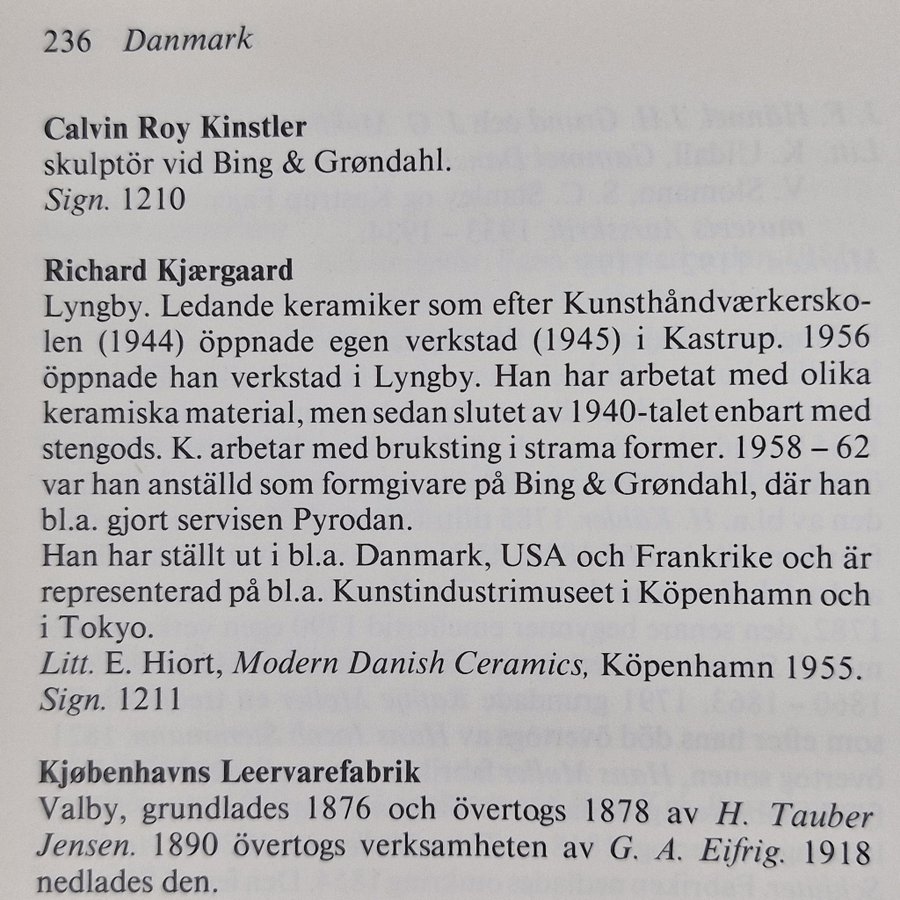 236 Danmark
Calvin Roy Kinstler
skulptör vid Bing & Grøndahl.
Sign. 1210
Richard Kjærgaard
Lyngby. Ledande keramiker som efter Kunsthåndværkersko-
len (1944) öppnade egen verkstad (1945) i Kastrup. 1956
öppnade han verkstad i Lyngby. Han har arbetat med olika
keramiska material, men sedan slutet av 1940-talet enbart med
stengods. K. arbetar med bruksting i strama former. 1958 – 62
var han anställd som formgivare på Bing & Grøndahl, där han
bl.a. gjort servisen Pyrodan.
Han har ställt ut i bl.a. Danmark, USA och Frankrike och är
representerad på bl.a. Kunstindustrimuseet i Köpenhamn och
i Tokyo.
Litt. E. Hiort, Modern Danish Ceramics, Köpenhamn 1955.
Sign. 1211
Kjøbenhavns Leervarefabrik
Valby, grundlades 1876 och övertogs 1878 av H. Tauber
Jensen. 1890 övertogs verksamheten av G. A. Eifrig. 1918
nedlades den.